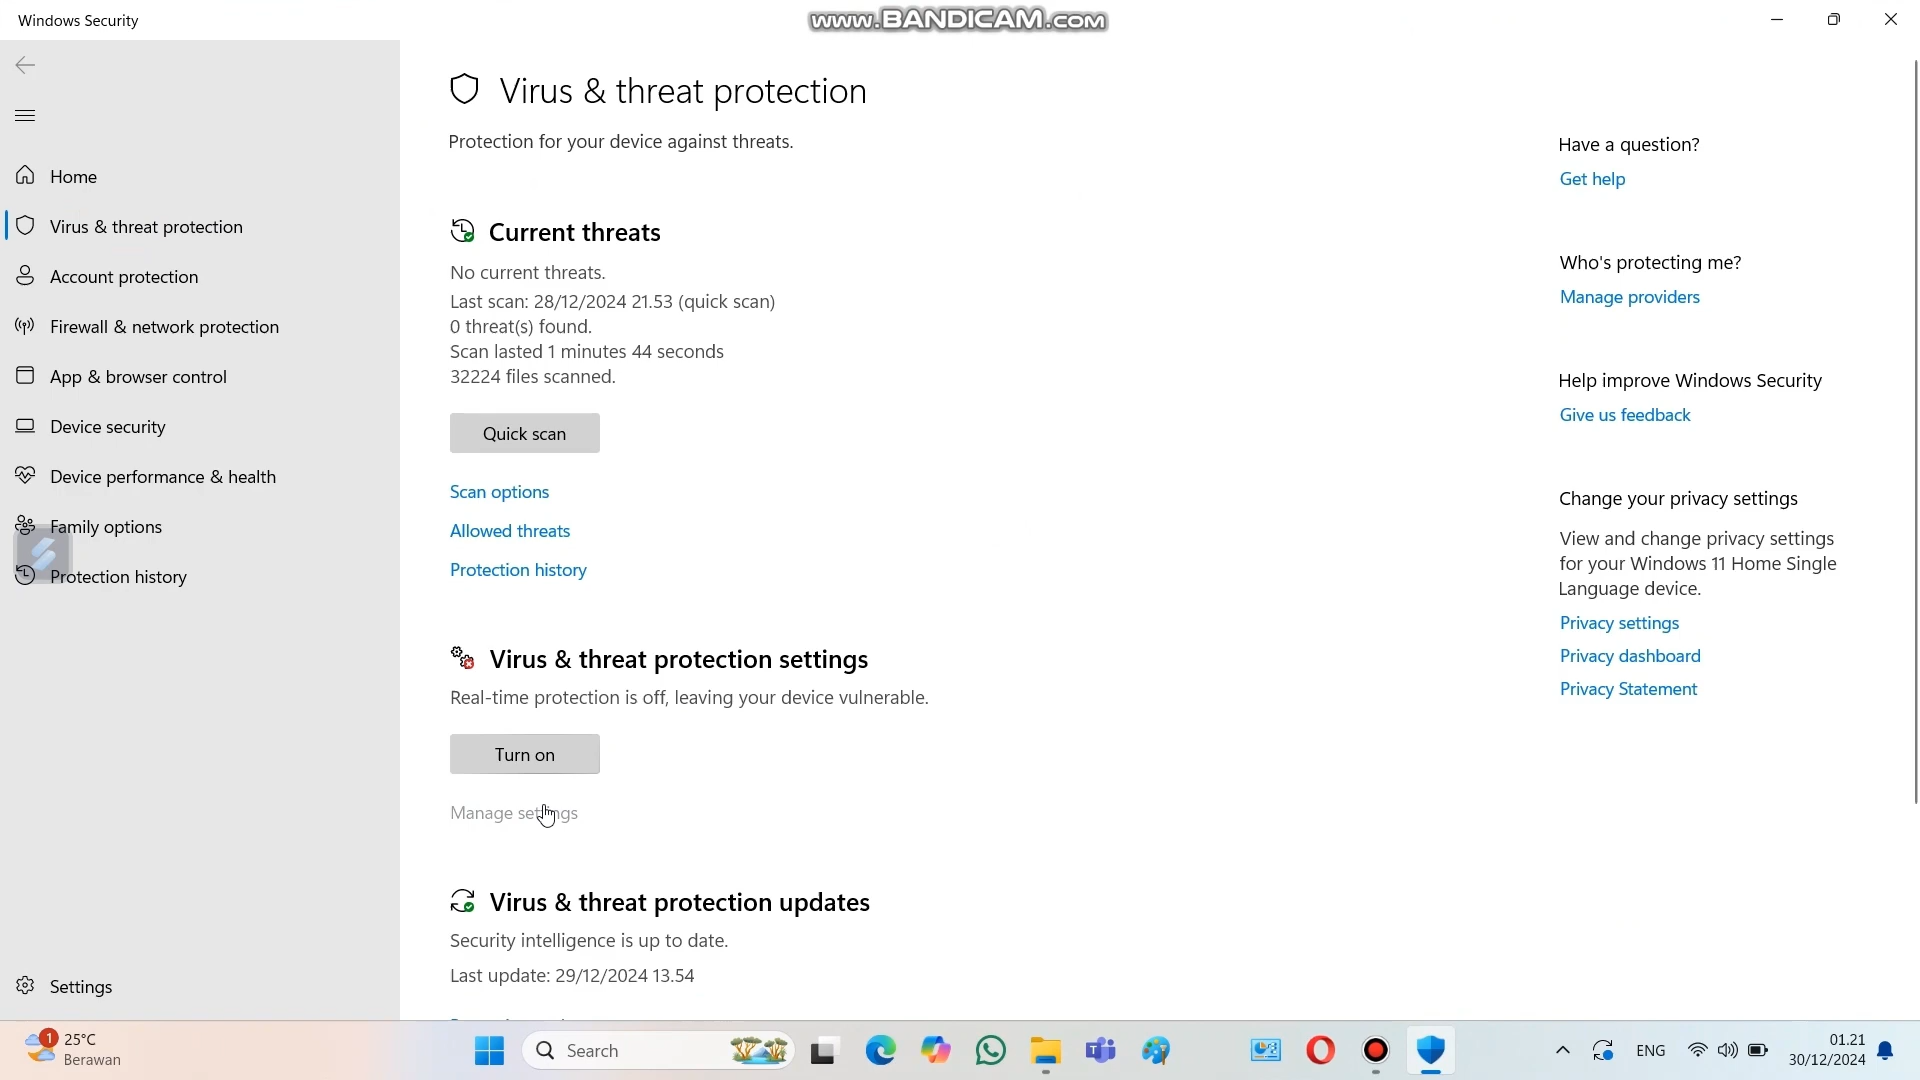 Windows Security
www.BANDICAM.com
Home
Virus & threat protection
Account protection
Firewall & network protection
App & browser control
Device security
Device performance & health
Family options
Protection history
Settings
Virus & threat protection
Protection for your device against threats.
Current threats
No current threats.
Last scan: 28/12/2024 21.53 (quick scan)
0 threat(s) found.
Scan lasted 1 minutes 44 seconds
32224 files scanned.
Quick scan
Scan options
Allowed threats
Protection history
Virus & threat protection settings
Real-time protection is off, leaving your device vulnerable.
Turn on
Manage settings
Virus & threat protection updates
Security intelligence is up to date.
Last update: 29/12/2024 13.54
Have a question?
Get help
Who's protecting me?
Manage providers
Help improve Windows Security
Give us feedback
Change your privacy settings
View and change privacy settings
for your Windows 11 Home Single
Language device.
Privacy settings
Privacy dashboard
Privacy Statement
1
25°C
Berawan
Search
ENG
01.21
30/12/2024